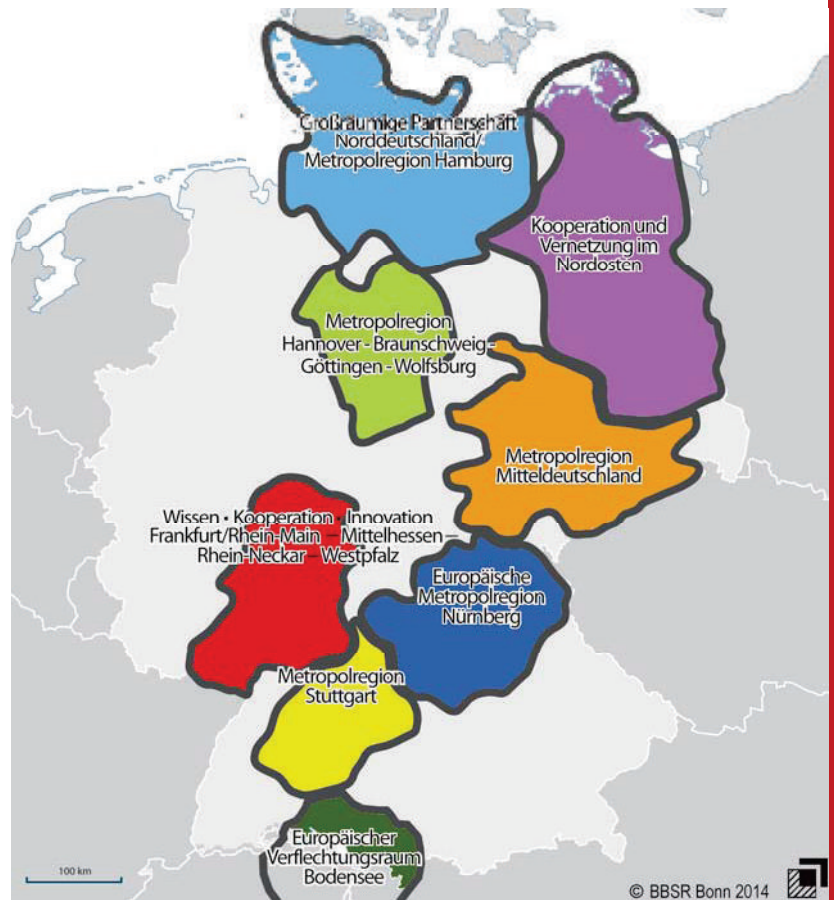 Großräumige Partnerschaft
Norddeutschland/
Metropolregion Hamburg
Kooperation und
Vernetzung im
Nordosten
Metropolregion
Hannover - Braunschweig -
Göttingen - Wolfsburg
Metropolregion
Mitteldeutschland
Wissen • Kooperation • Innovation
Frankfurt/Rhein-Main – Mittelhessen –
Rhein-Neckar – Westpfalz
Europäische
Metropolregion
Nürnberg
Metropolregion
Stuttgart
Europäischer
Verflechtungsraum
Bodensee
100 km
© BBSR Bonn 2014